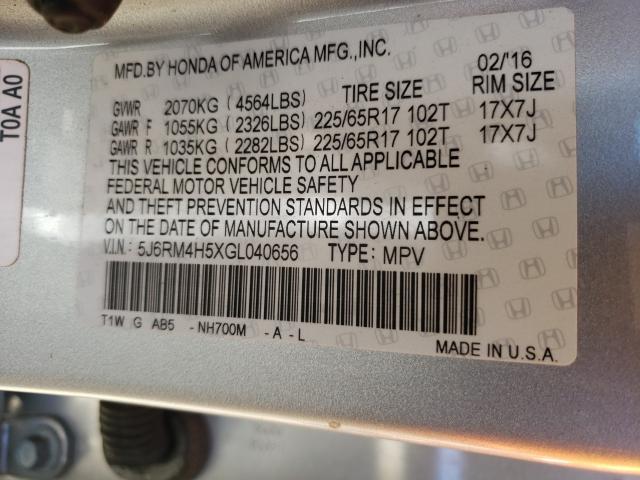 T0A A0
MFD.BY HONDA OF AMERICA MFG.,INC. 02/'16
GVWR 2070KG (4564LBS) TIRE SIZE RIM SIZE
GAWR F 1055KG (2326LBS) 225/65R17 102T 17X7J
GAWR R 1035KG (2282LBS) 225/65R17 102T 17X7J
THIS VEHICLE CONFORMS TO ALL APPLICABLE
FEDERAL MOTOR VEHICLE SAFETY
AND THEFT PREVENTION STANDARDS IN EFFECT
ON THE DATE OF MANUFACTURE SHOWN ABOVE.
V.I.N.: 5J6RM4H5XGL040656 TYPE: MPV
T1W G AB5 -NH700M -A-L
MADE IN U.S.A.